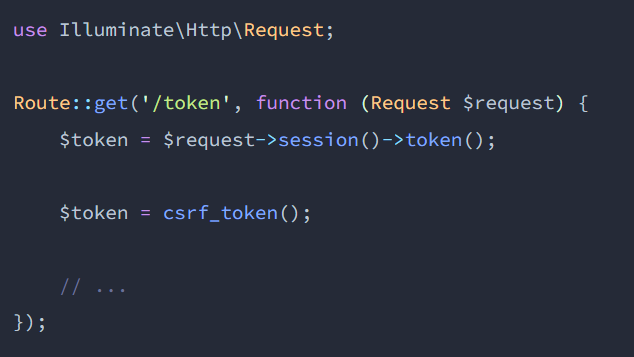 use Illuminate\Http\Request;
Route::get('/token', function (Request $request) {
    $token = $request->session()->token();
    $token = csrf_token();
    // ...
});